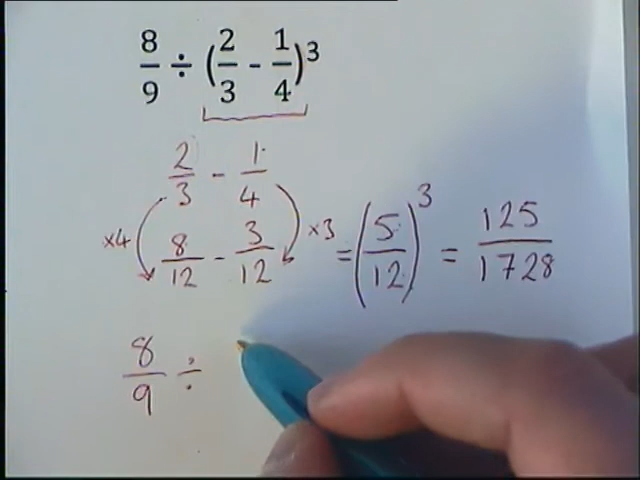 8/9 ÷ (2/3 - 1/4)³
2/3 - 1/4
×4 8/12 - 3/12 ×3 = (5/12)³ = 125/1728
8/9 ÷